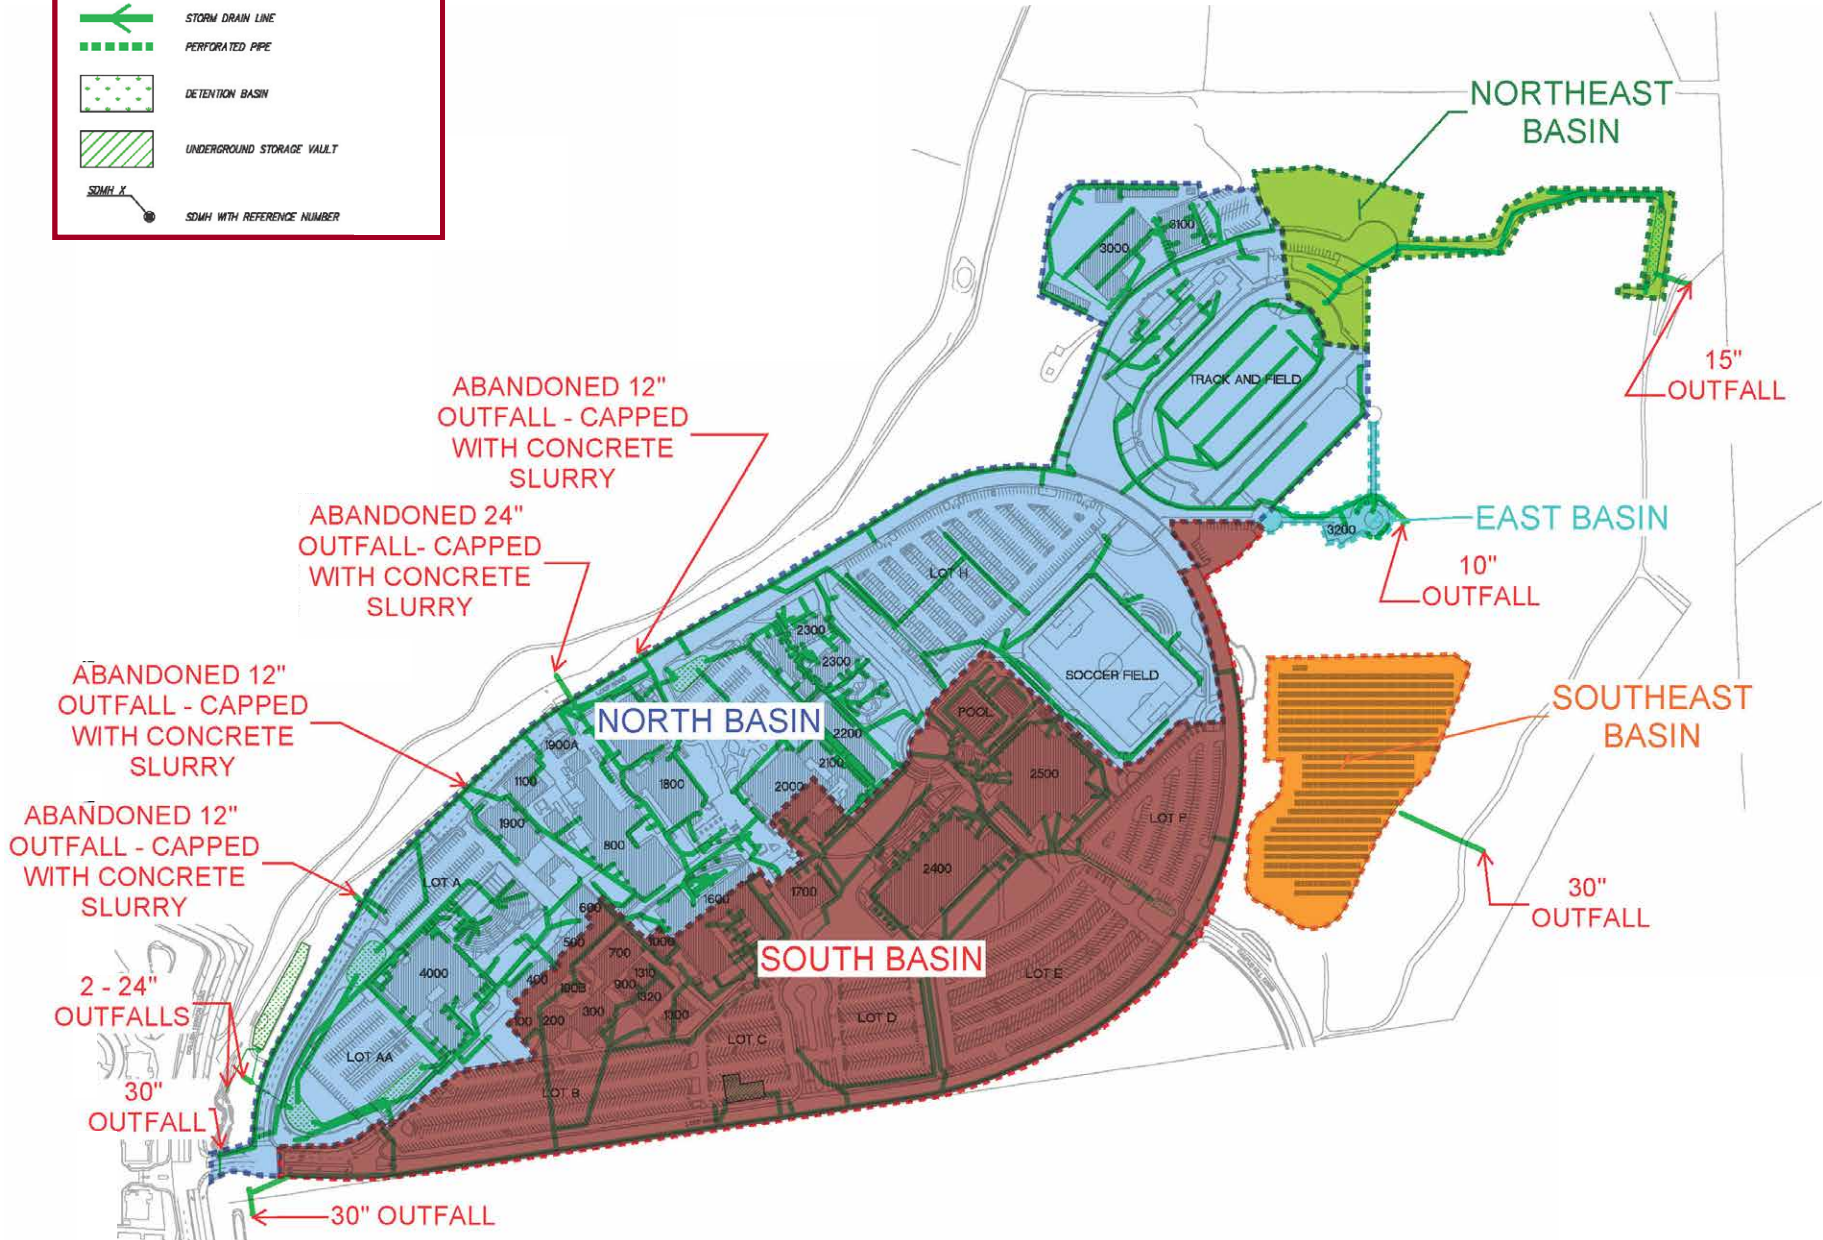 STORM DRAIN LINE
PERFORATED PIPE
DETENTION BASIN
UNDERGROUND STORAGE VAULT
SDMH X
SDMH WITH REFERENCE NUMBER
NORTHEAST
BASIN
3100
3000
TRACK AND FIELD
15"
OUTFALL
ABANDONED 12"
OUTFALL - CAPPED
WITH CONCRETE
SLURRY
ABANDONED 24"
OUTFALL- CAPPED
WITH CONCRETE
SLURRY
EAST BASIN
3200
10"
OUTFALL
LOT H
2300
2300
SOCCER FIELD
ABANDONED 12"
OUTFALL - CAPPED
WITH CONCRETE
SLURRY
NORTH BASIN
POOL
SOUTHEAST
BASIN
2200
1900A
2100
1100
1800
2000
2500
1900
800
LOT F
ABANDONED 12"
OUTFALL - CAPPED
WITH CONCRETE
SLURRY
LOT A
2400
1700
1600
600
30"
OUTFALL
500
1000
700
SOUTH BASIN
4000
400
1310
LOT E
900
190B
1320
2 - 24"
OUTFALLS
300
200
1300
LOT D
LOT C
LOT AA
LOT B
30"
OUTFALL
30" OUTFALL